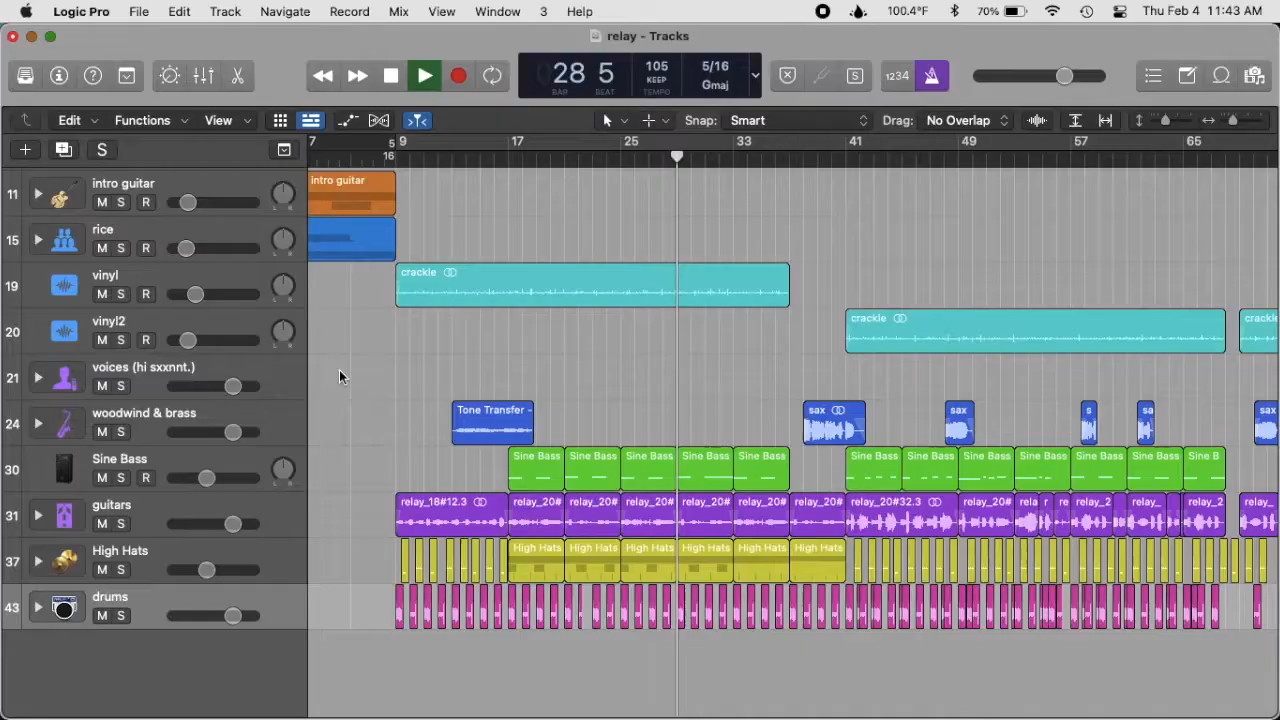 Logic Pro File Edit Track Navigate Record Mix View Window 3 Help 100.4°F 70% Thu Feb 4 11:43 AM
relay - Tracks
28 5 105 5/16 1234
KEEP Gmaj
BAR BEAT TEMPO
Edit Functions View Snap: Smart Drag: No Overlap
S 7 5 9 17 25 33 41 49 57 65
16
11 intro guitar intro guitar
M S R L R
15 rice
M S R L R
19 vinyl crackle
M S R L R
20 vinyl2 crackle crackle
M S R L R
21 voices (hi sxxnnt.)
M S
24 woodwind & brass Tone Transfer - sax sax s sa sax
M S
30 Sine Bass Sine Bass Sine Bass Sine Bass Sine Bass Sine Bass Sine Bass Sine Bass Sine Bass Sine Bass Sine Bass Sine Bass Sine B
M S R L R
31 guitars relay_18#12.3 relay_20# relay_20# relay_20# relay_20# relay_20# relay_20# relay_20#32.3 relay_20# rela r re relay_2 relay_ relay_2 relay_
M S
37 High Hats High Hats High Hats High Hats High Hats High Hats High Hats
M S
43 drums
M S